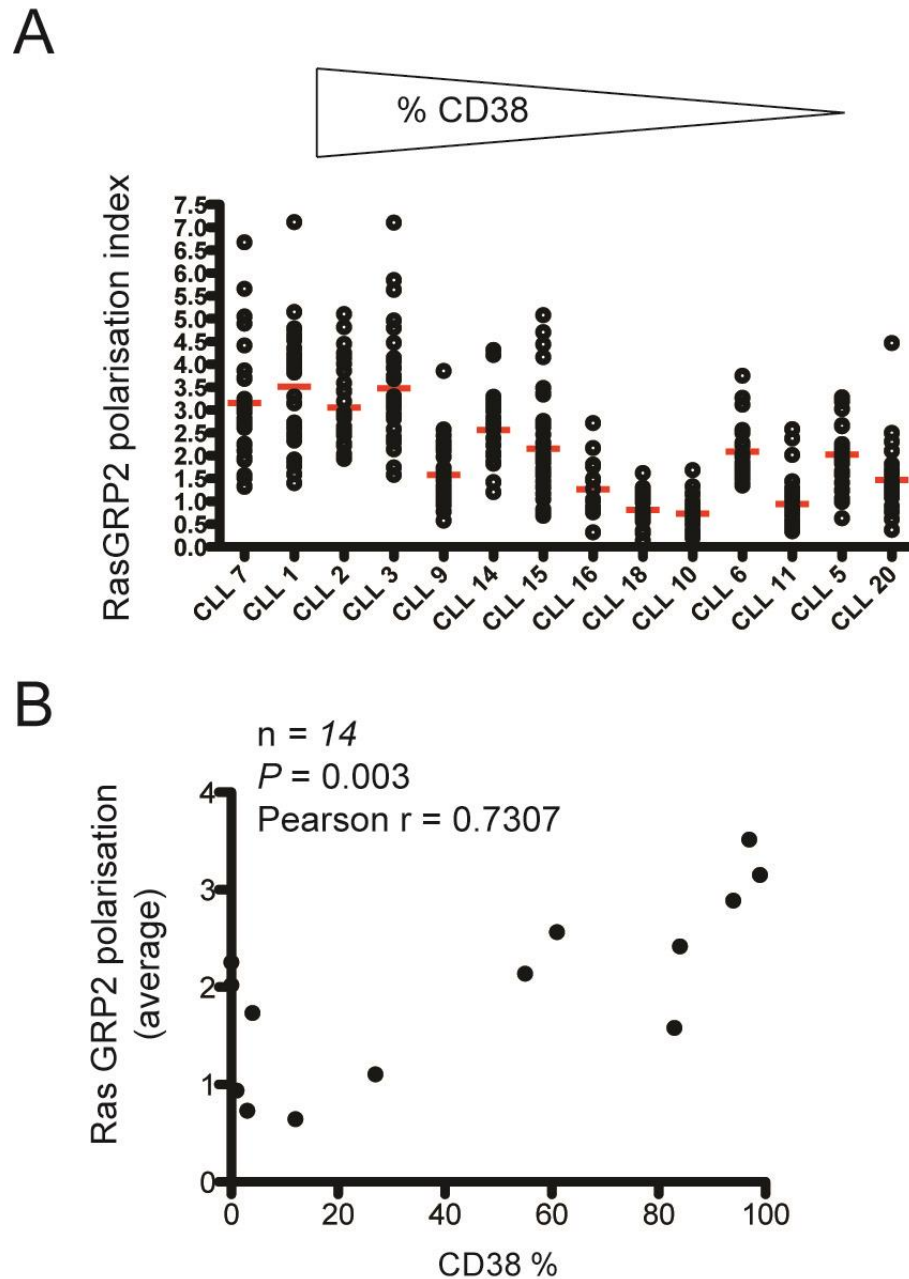 A
% CD38
RasGRP2 polarisation index
7.5
7.0
6.5
6.0
5.5
5.0
4.5
4.0
3.5
3.0
2.5
2.0
1.5
1.0
0.5
0.0
CLL 7 CLL 1 CLL 2 CLL 3 CLL 9 CLL 14 CLL 15 CLL 16 CLL 18 CLL 10 CLL 6 CLL 11 CLL 5 CLL 20
B
n = 14
P = 0.003
Pearson r = 0.7307
Ras GRP2 polarisation
(average)
4
3
2
1
0
0 20 40 60 80 100
CD38 %